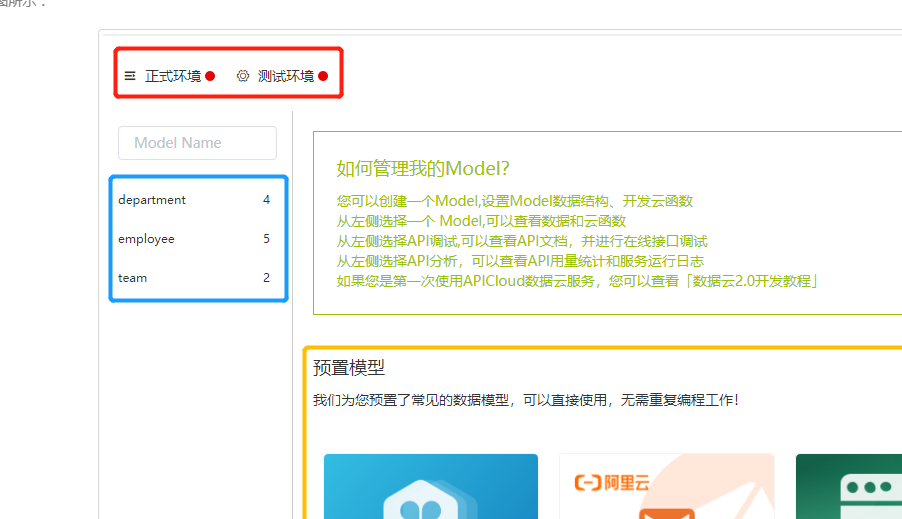 图所示：
正式环境 测试环境
Model Name
department 4
employee 5
team 2
如何管理我的Model?
您可以创建一个Model,设置Model数据结构、开发云函数
从左侧选择一个 Model,可以查看数据和云函数
从左侧选择API调试,可以查看API文档，并进行在线接口调试
从左侧选择API分析，可以查看API用量统计和服务运行日志
如果您是第一次使用APICloud数据云服务，您可以查看「数据云2.0开发教程」
预置模型
我们为您预置了常见的数据模型，可以直接使用，无需重复编程工作！
阿里云